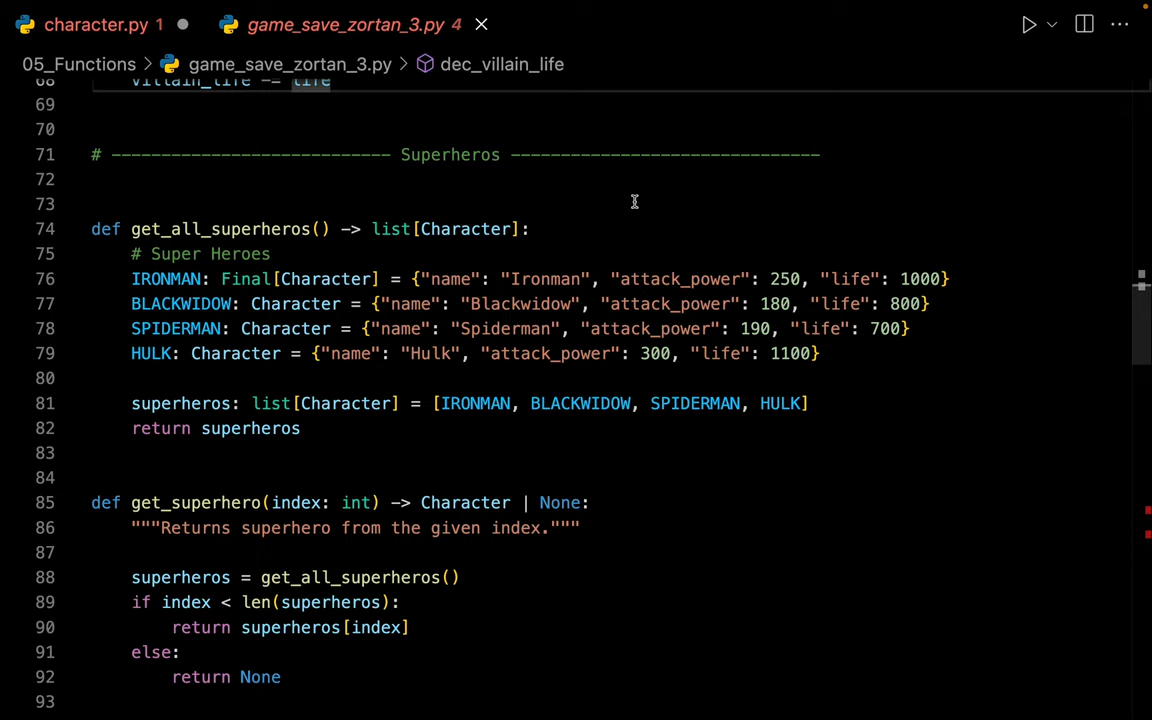 character.py 1
game_save_zortan_3.py 4
05_Functions > game_save_zortan_3.py > dec_villain_life
68 villain_life -= life
69
70
71 # ---------------------------- Superheros -------------------------------
72
73
74 def get_all_superheros() -> list[Character]:
75 # Super Heroes
76 IRONMAN: Final[Character] = {"name": "Ironman", "attack_power": 250, "life": 1000}
77 BLACKWIDOW: Character = {"name": "Blackwidow", "attack_power": 180, "life": 800}
78 SPIDERMAN: Character = {"name": "Spiderman", "attack_power": 190, "life": 700}
79 HULK: Character = {"name": "Hulk", "attack_power": 300, "life": 1100}
80
81 superheros: list[Character] = [IRONMAN, BLACKWIDOW, SPIDERMAN, HULK]
82 return superheros
83
84
85 def get_superhero(index: int) -> Character | None:
86 """Returns superhero from the given index."""
87
88 superheros = get_all_superheros()
89 if index < len(superheros):
90 return superheros[index]
91 else:
92 return None
93